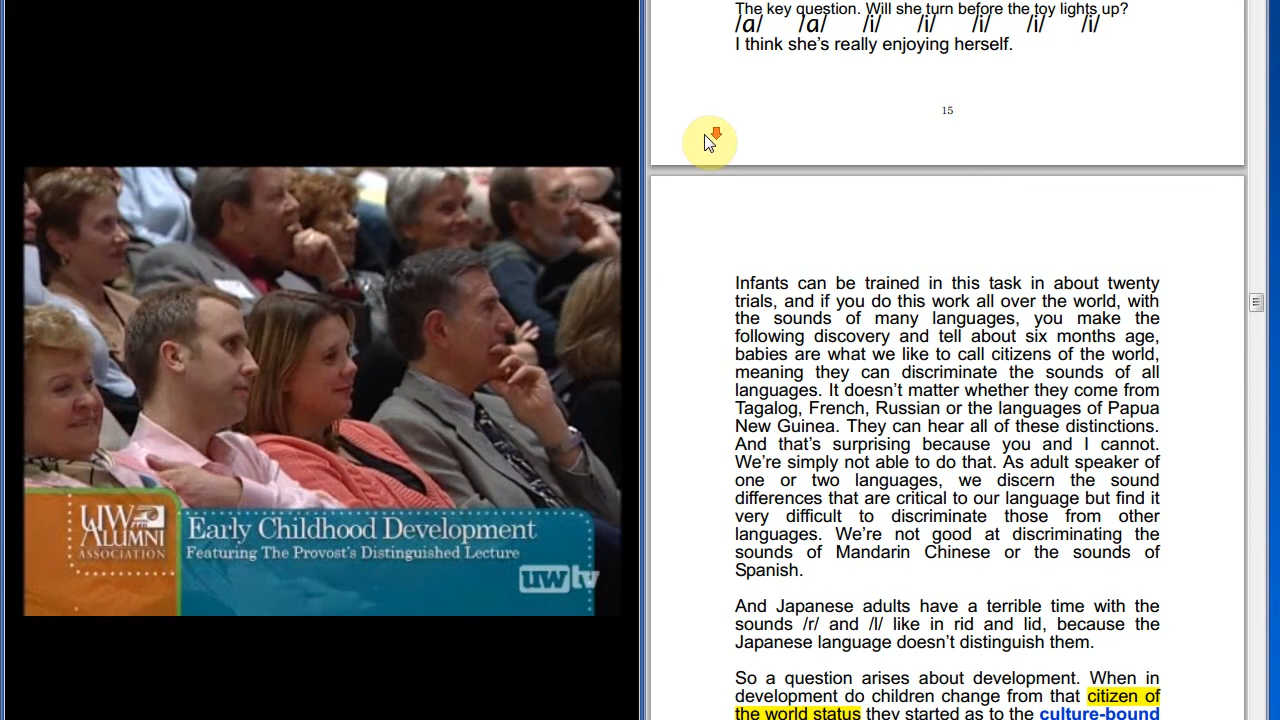 The key question. Will she turn before the toy lights up?
/a/ /a/ /i/ /i/ /i/ /i/ /i/
I think she's really enjoying herself.
15
Infants can be trained in this task in about twenty
trials, and if you do this work all over the world, with
the sounds of many languages, you make the
following discovery and tell about six months age,
babies are what we like to call citizens of the world,
meaning they can discriminate the sounds of all
languages. It doesn't matter whether they come from
Tagalog, French, Russian or the languages of Papua
New Guinea. They can hear all of these distinctions.
And that's surprising because you and I cannot.
We're simply not able to do that. As adult speaker of
one or two languages, we discern the sound
differences that are critical to our language but find it
very difficult to discriminate those from other
languages. We're not good at discriminating the
sounds of Mandarin Chinese or the sounds of
Spanish.
And Japanese adults have a terrible time with the
sounds /r/ and /l/ like in rid and lid, because the
Japanese language doesn't distinguish them.
So a question arises about development. When in
development do children change from that citizen of
the world status they started as to the culture-bound
UW
ALUMNI
ASSOCIATION
Early Childhood Development
Featuring The Provost's Distinguished Lecture
uwtv